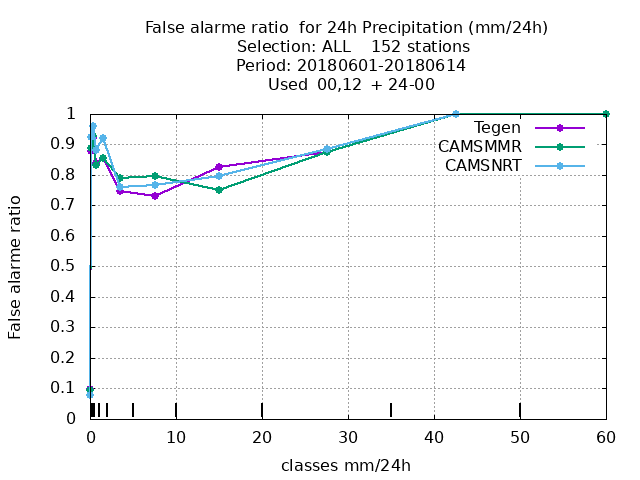 False alarme ratio  for 24h Precipitation (mm/24h)
Selection: ALL    152 stations
Period: 20180601-20180614
Used  00,12  + 24-00
Tegen
CAMSMMR
CAMSNRT
1
0.9
0.8
0.7
0.6
0.5
0.4
0.3
0.2
0.1
0
False alarme ratio
0 10 20 30 40 50 60
classes mm/24h